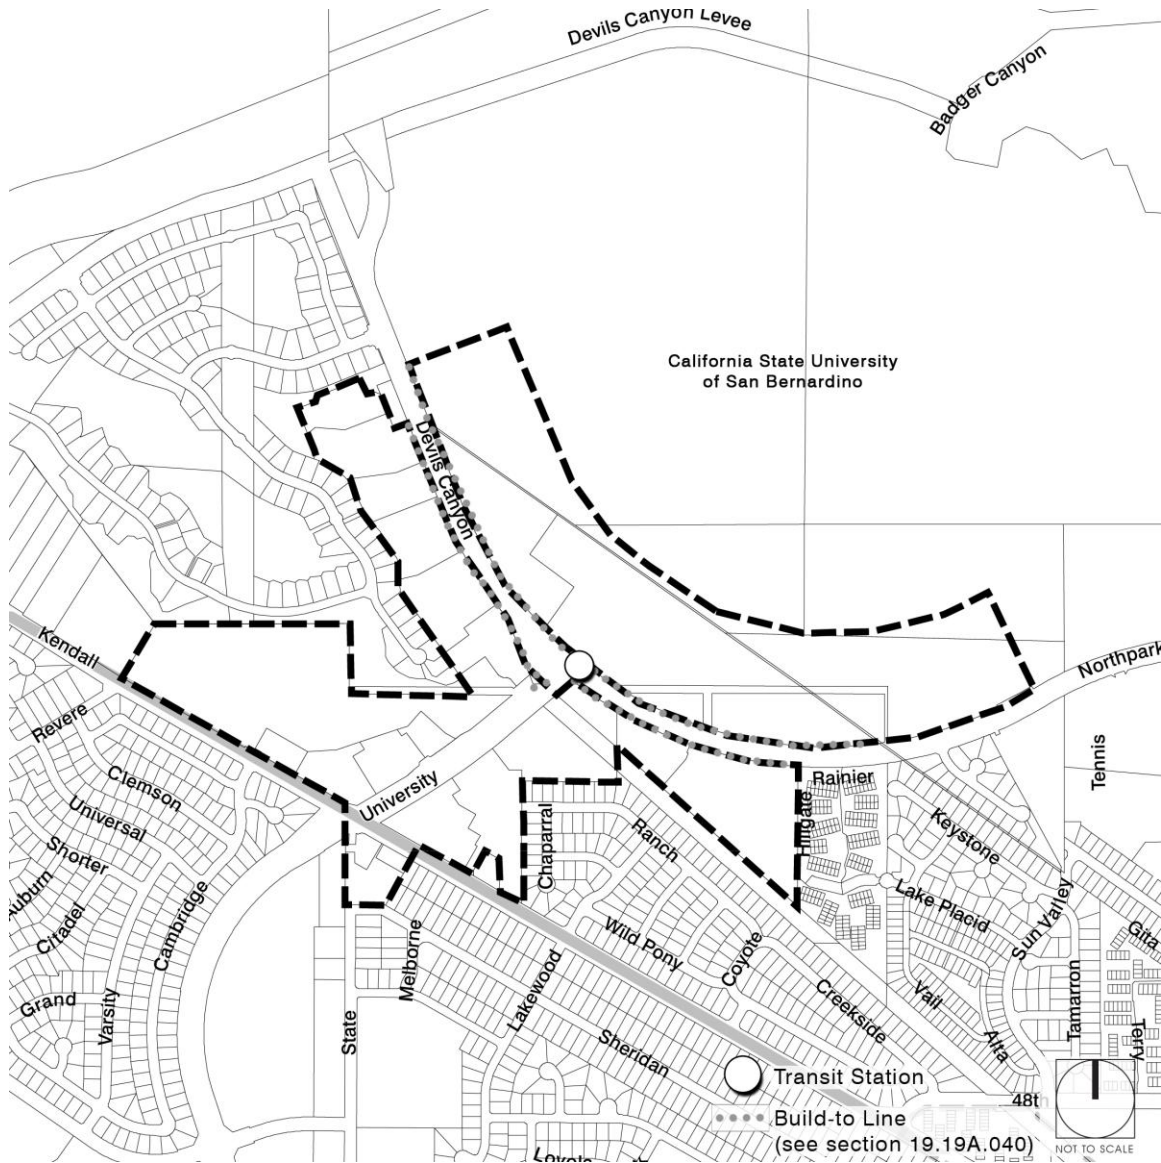 Devils Canyon Levee
Badger Canyon
California State University
of San Bernardino
Devils Canyon
Kendall
Northpark
Revere
Tennis
Clemson
University
Rainier
Universal
Chaparral
Hillgate
Ranch
Keystone
Shorter
Auburn
Citadel
Cambridge
Lake Placid
Sun Valley
Gita
Melborne
Wild Pony
Coyote
Lakewood
Grand
Varsity
State
Sheridan
Creekside
Vail
Alta
Tamarron
Terry
Transit Station
48th
Build-to Line
(see section 19.19A.040)
NOT TO SCALE